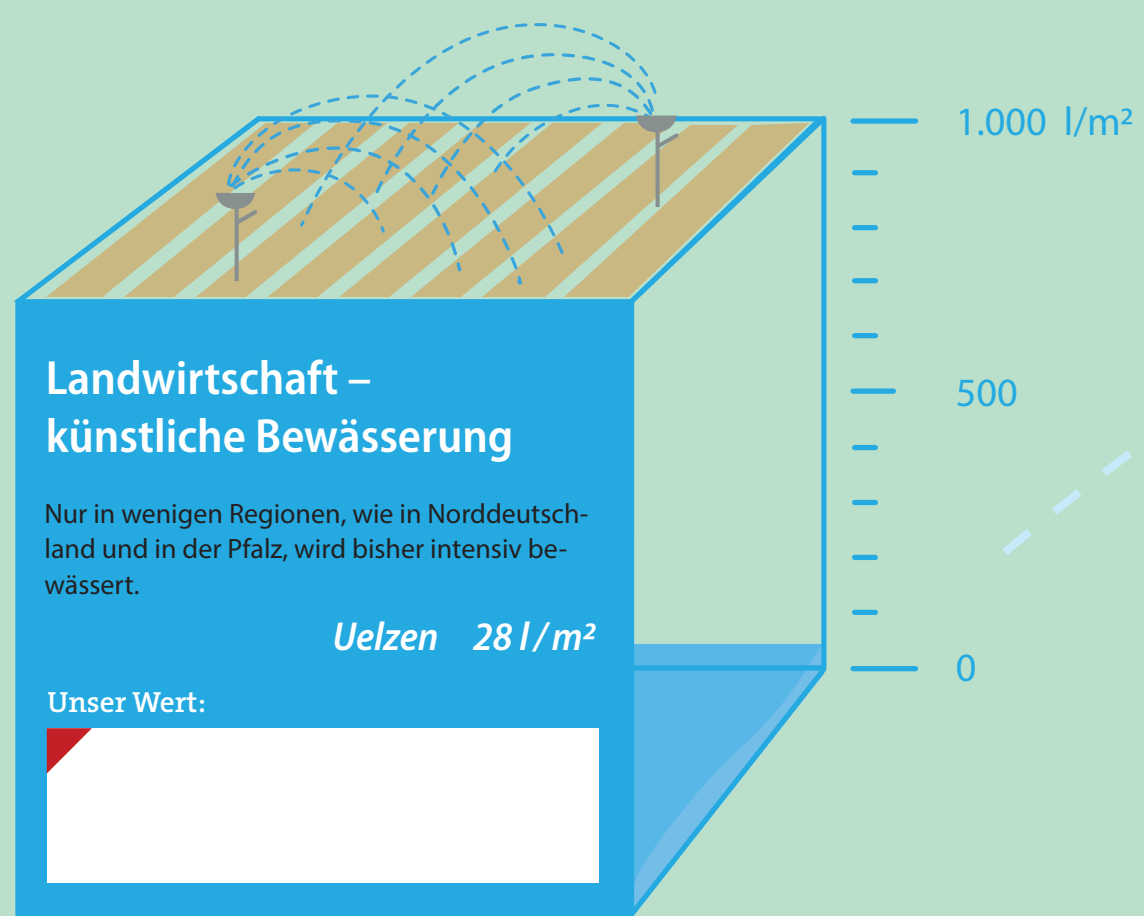 1.000 l/m²
500
0
Landwirtschaft –
künstliche Bewässerung
Nur in wenigen Regionen, wie in Norddeutsch-
land und in der Pfalz, wird bisher intensiv be-
wässert.
Uelzen 28 l/m²
Unser Wert: